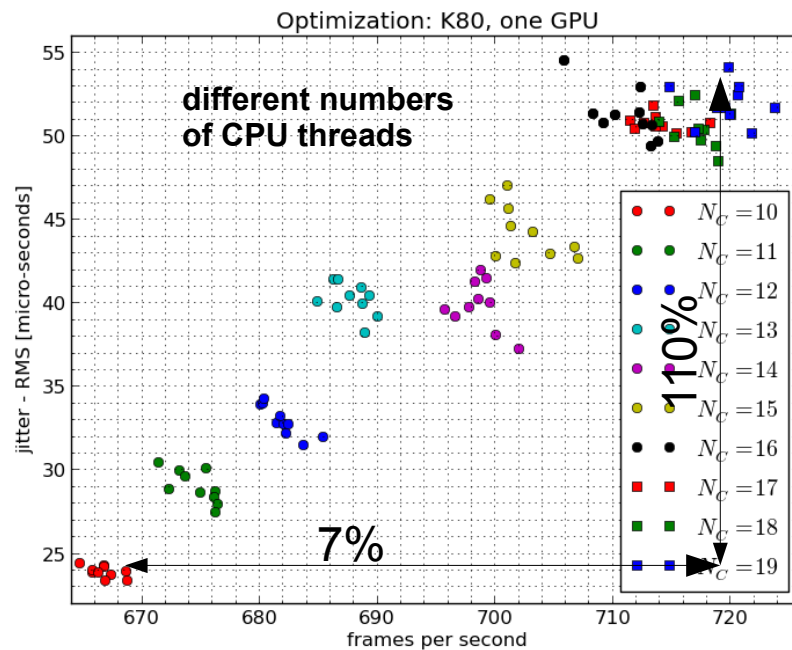 Optimization: K80, one GPU
55
50
45
40
35
30
25
jitter - RMS [micro-seconds]
different numbers
of CPU threads
N_C = 10
N_C = 11
N_C = 12
N_C = 13
N_C = 14
N_C = 15
N_C = 16
N_C = 17
N_C = 18
N_C = 19
110%
7%
670 680 690 700 710 720
frames per second